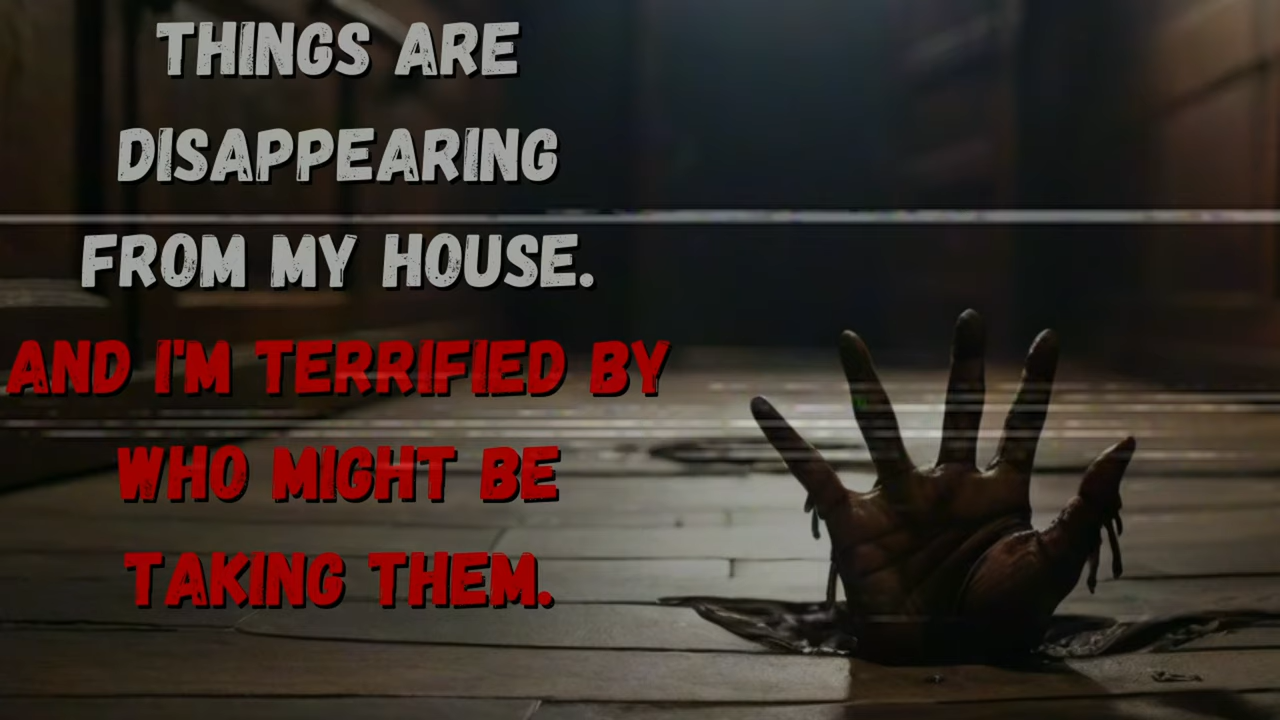 THINGS ARE
DISAPPEARING
FROM MY HOUSE.
AND I'M TERRIFIED BY
WHO MIGHT BE
TAKING THEM.